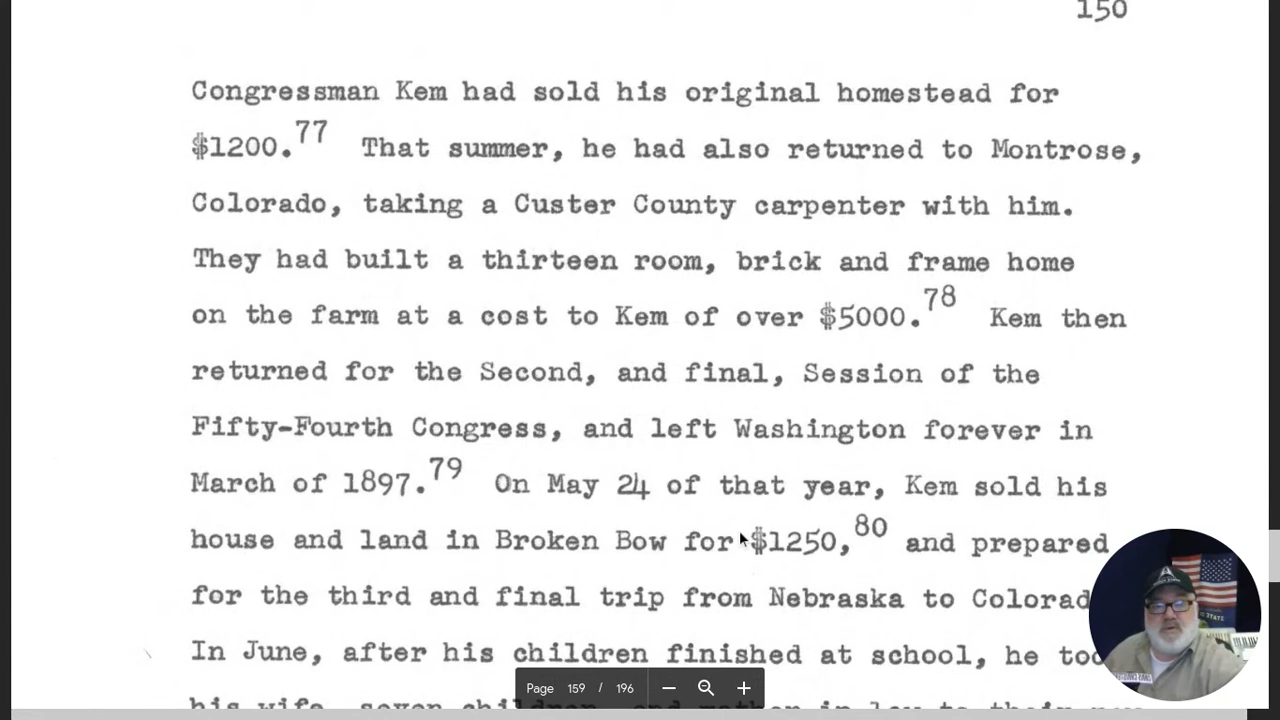 150
Congressman Kem had sold his original homestead for
$1200.77 That summer, he had also returned to Montrose,
Colorado, taking a Custer County carpenter with him.
They had built a thirteen room, brick and frame home
on the farm at a cost to Kem of over $5000.78 Kem then
returned for the Second, and final, Session of the
Fifty-Fourth Congress, and left Washington forever in
March of 1897.79 On May 24 of that year, Kem sold his
house and land in Broken Bow for $1250,80 and prepared
for the third and final trip from Nebraska to Colorad
In June, after his children finished at school, he too
his wife, seven
Page 159 / 196